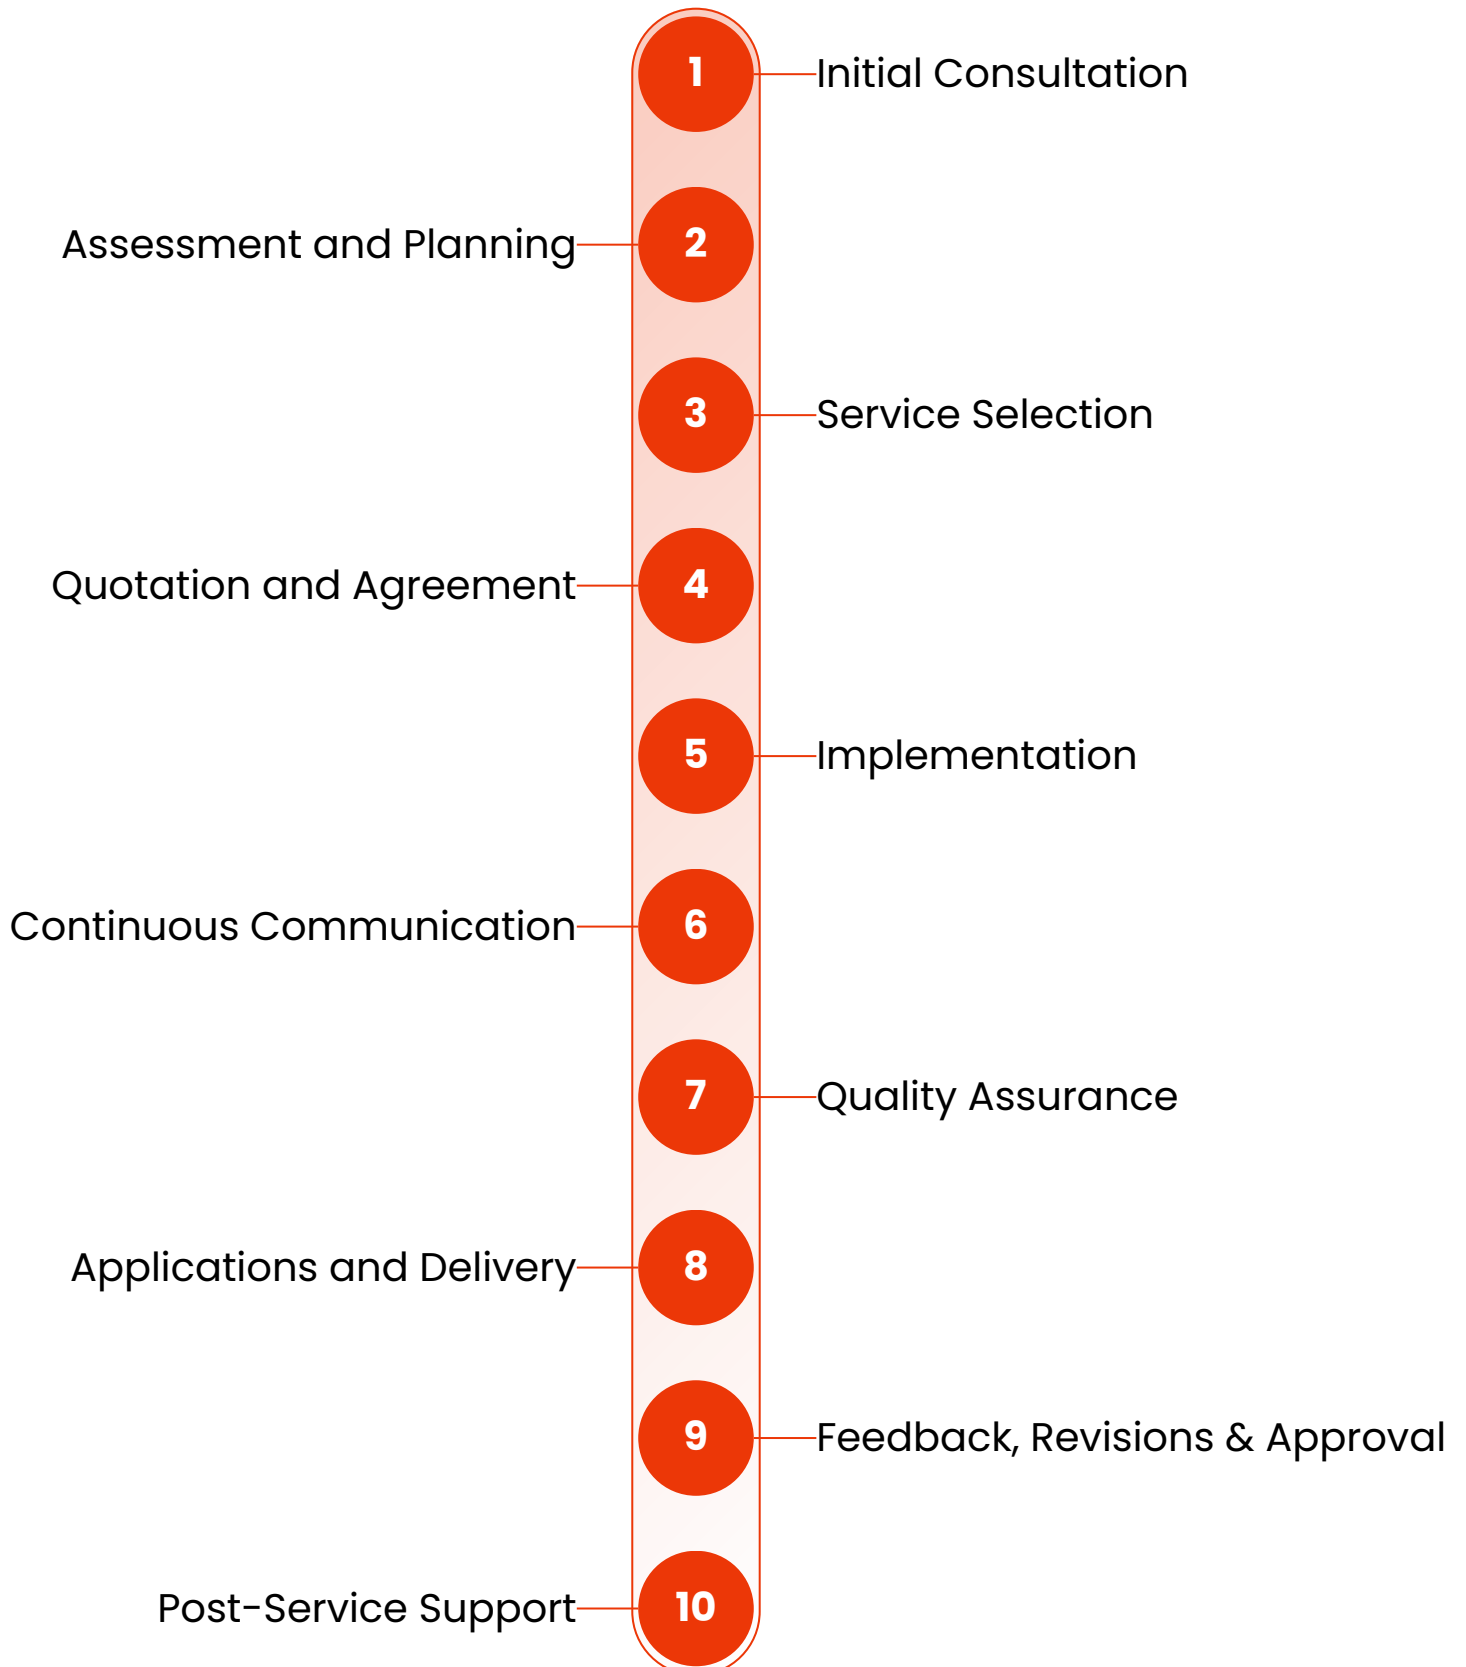 1 Initial Consultation
Assessment and Planning 2
3 Service Selection
Quotation and Agreement 4
5 Implementation
Continuous Communication 6
7 Quality Assurance
Applications and Delivery 8
9 Feedback, Revisions & Approval
Post-Service Support 10